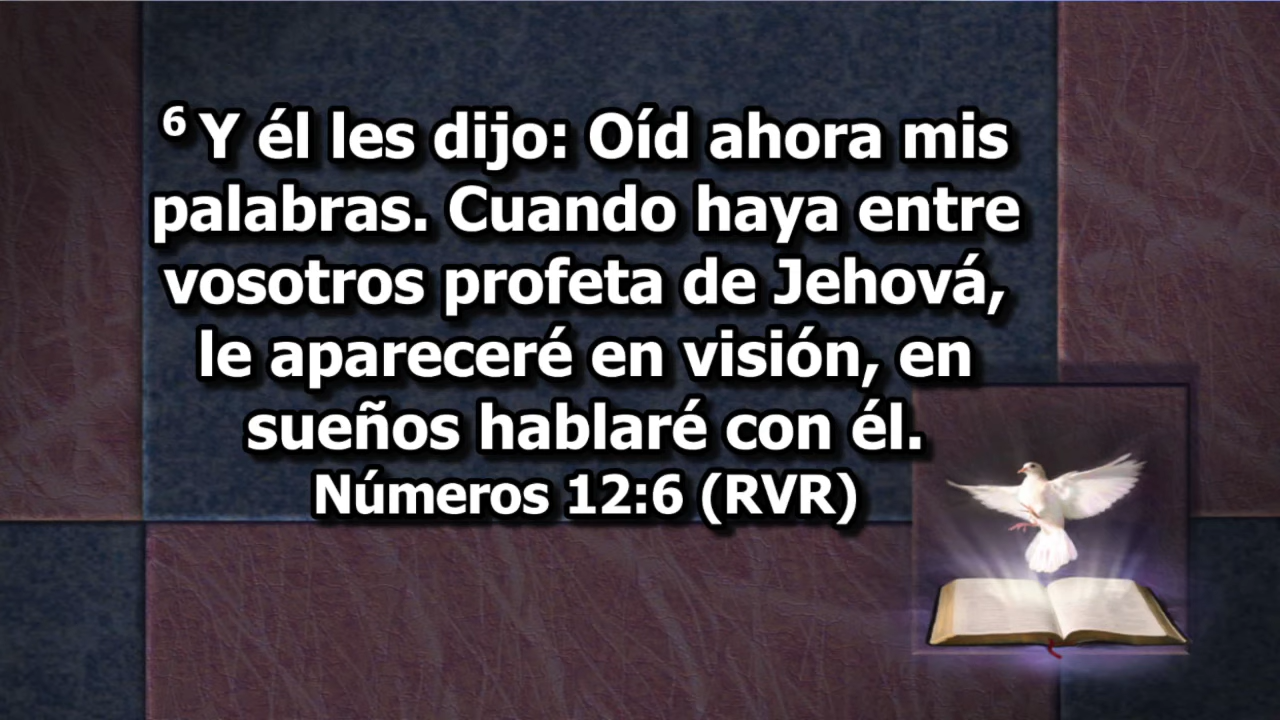 6 Y él les dijo: Oíd ahora mis
palabras. Cuando haya entre
vosotros profeta de Jehová,
le apareceré en visión, en
sueños hablaré con él.
Números 12:6 (RVR)